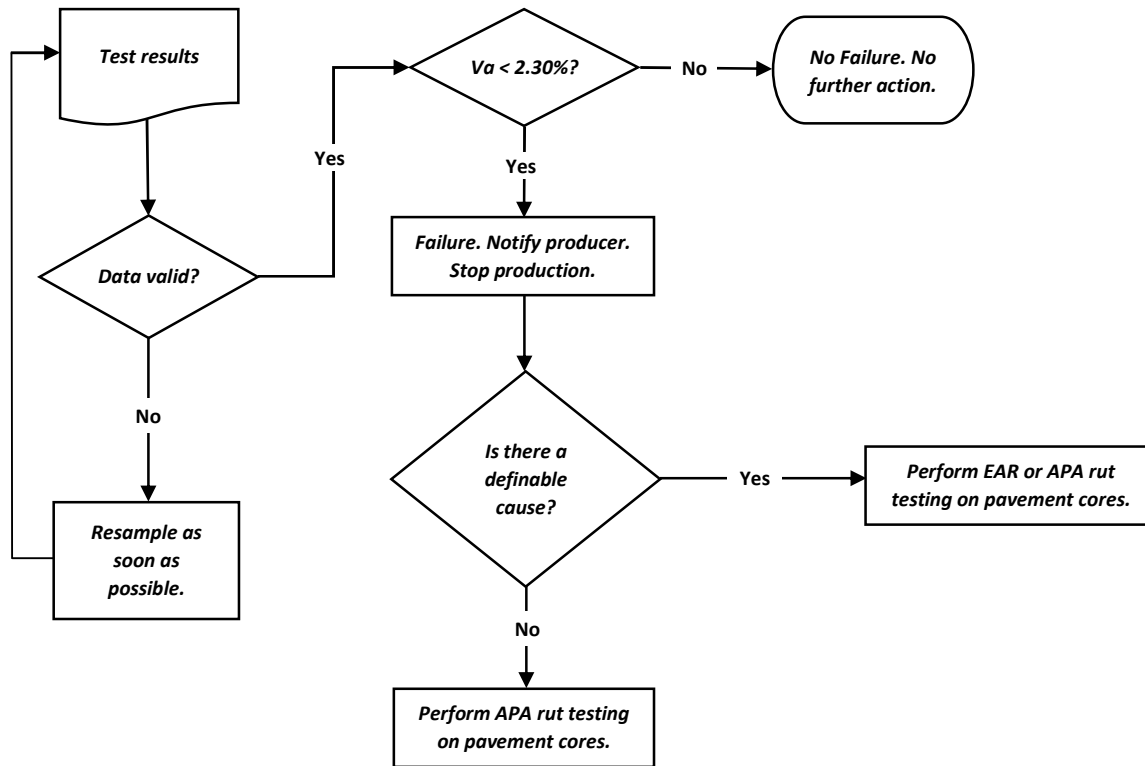 Test results
Va < 2.30%?
No
No Failure. No
further action.
Yes
Yes
Failure. Notify producer.
Stop production.
Data valid?
No
Is there a
definable
cause?
Yes
Perform EAR or APA rut
testing on pavement cores.
Resample as
soon as
possible.
No
Perform APA rut testing
on pavement cores.